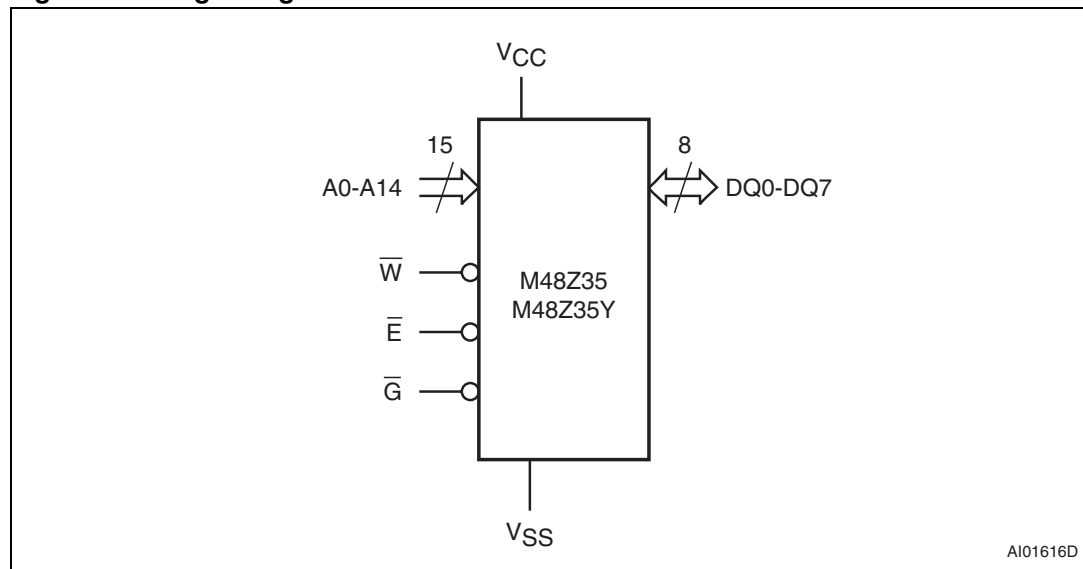 VCC
15
8
A0-A14
DQ0-DQ7
W̅
M48Z35
M48Z35Y
E̅
G̅
VSS
AI01616D